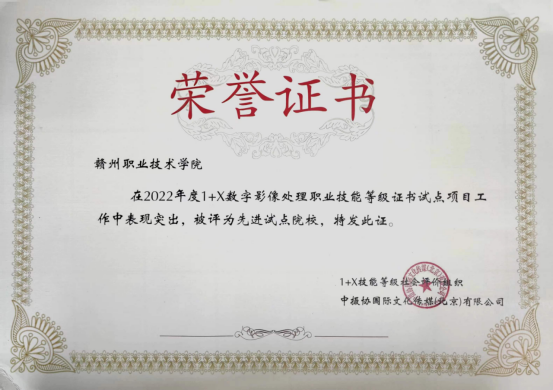 荣誉证书
赣州职业技术学院
在2022年度1+X数字影像处理职业技能等级证书试点项目工
作中表现突出，被评为先进试点院校，特发此证。
1+X技能等级社会评价组织
中摄协国际文化传媒(北京)有限公司